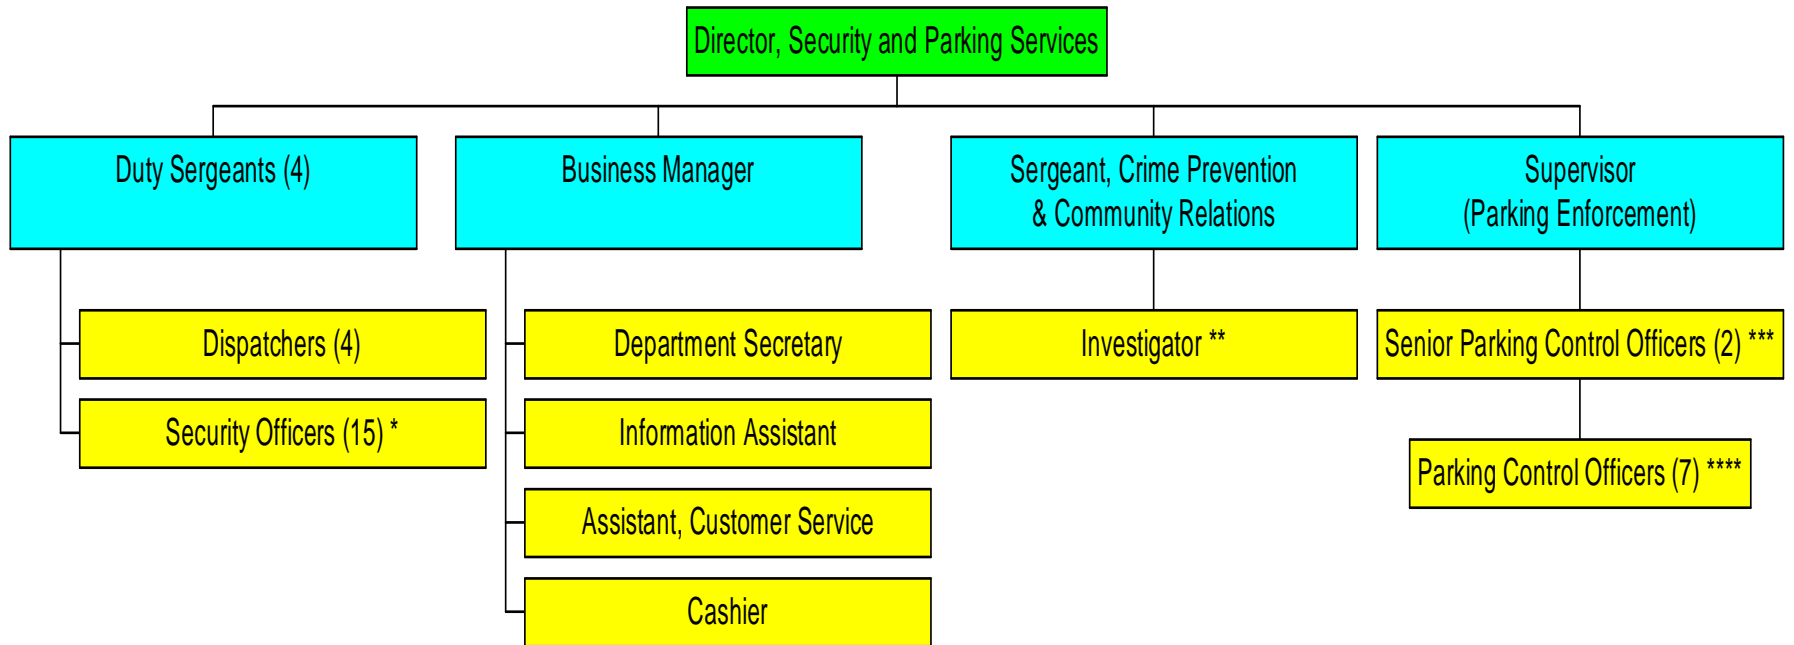 Director, Security and Parking Services
Duty Sergeants (4)
Business Manager
Sergeant, Crime Prevention
& Community Relations
Supervisor
(Parking Enforcement)
Dispatchers (4)
Security Officers (15) *
Department Secretary
Information Assistant
Assistant, Customer Service
Cashier
Investigator **
Senior Parking Control Officers (2) ***
Parking Control Officers (7) ****